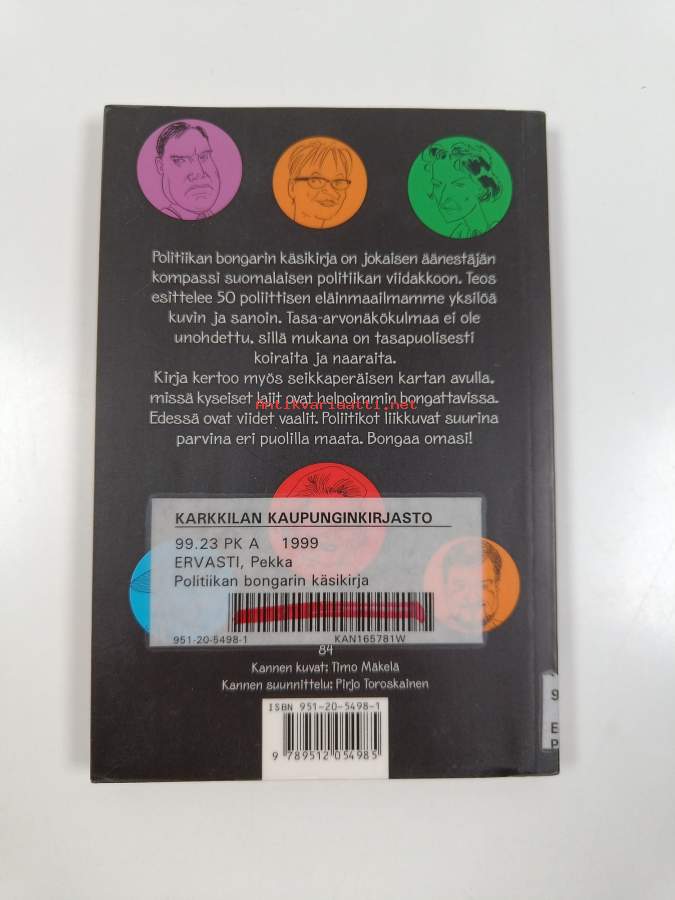 Politiikan bongarin käsikirja on jokaisen äänestäjän
kompassi suomalaisen politiikan viidakkoon. Teos
esittelee 50 poliittisen eläinmaailmamme yksilöä
kuvin ja sanoin. Tasa-arvonäkökulmaa ei ole
unohdettu, sillä mukana on tasapuolisesti
koiraita ja naaraita.
Kirja kertoo myös seikkaperäisen kartan avulla,
missä kyseiset lajit ovat helpoimmin bongattavissa.
Antikvariaatti.net
Edessä ovat viidet vaalit. Poliitikot liikkuvat suurina
parvina eri puolilla maata. Bongaa omasi!
KARKKILAN KAUPUNGINKIRJASTO
99.23 PK A 1999
ERVASTI, Pekka
Politiikan bongarin käsikirja
951-20-5498-1 KAN165781W
84
Kannen kuvat: Timo Mäkelä
Kannen suunnittelu: Pirjo Toroskainen
ISBN 951-20-5498-1
9 789512 054985
9
E
P